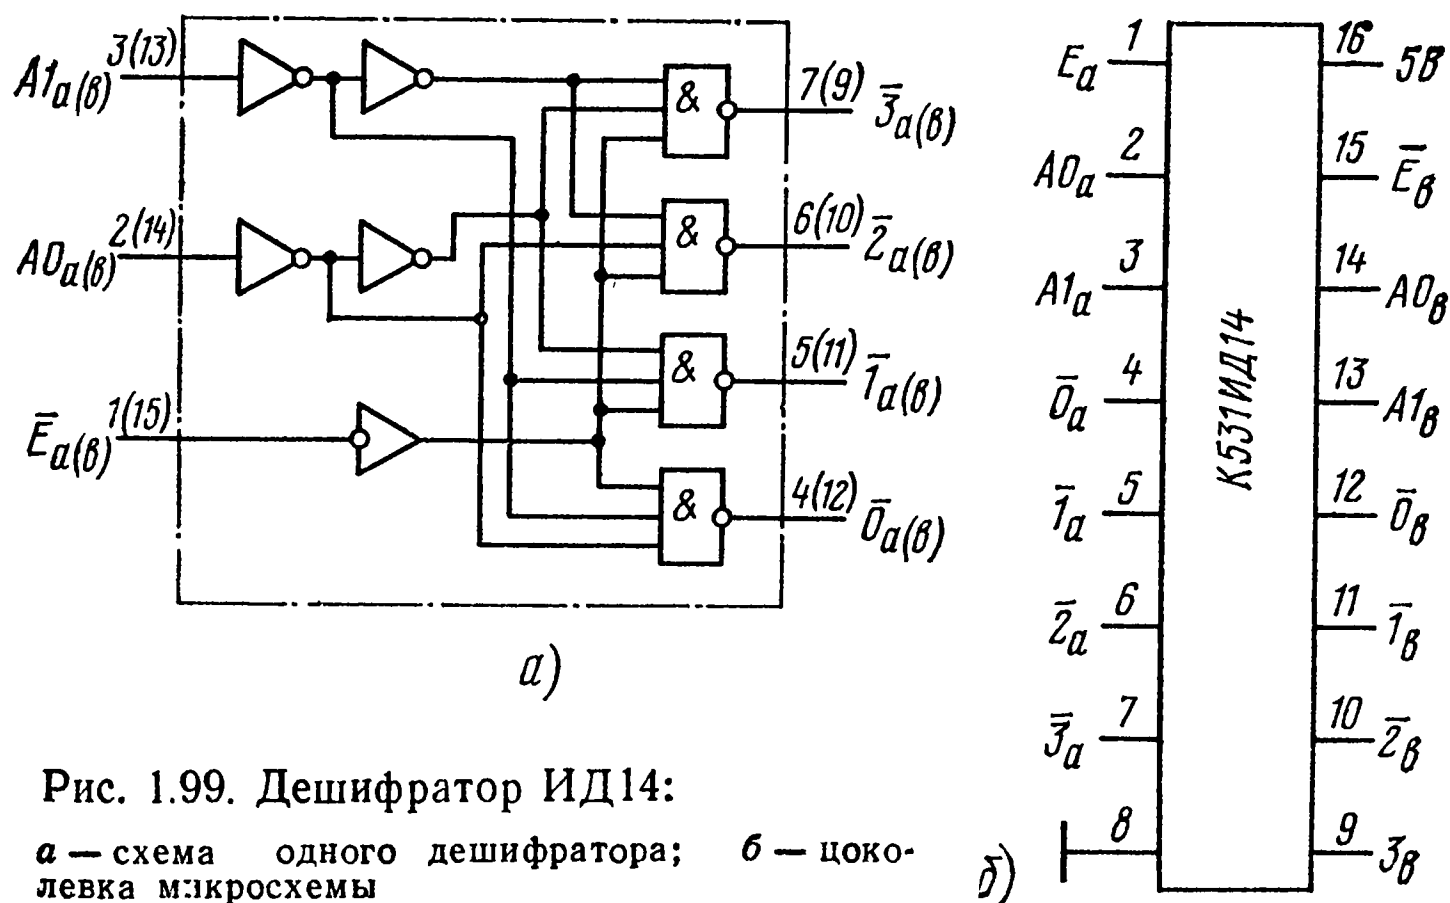 3(13)
A1a(в)
2(14)
A0a(в)
1(15)
E̅a(в)
&
&
&
&
7(9) 3̅a(в)
6(10) 2̅a(в)
5(11) 1̅a(в)
4(12) 0̅a(в)
а)
Ea 1
A0a 2
A1a 3
0̅a 4
1̅a 5
2̅a 6
3̅a 7
8
К531ИД14
16 5В
15 E̅в
14 A0в
13 A1в
12 0̅в
11 1̅в
10 2̅в
9 3в
б)
Рис. 1.99. Дешифратор ИД14:
а — схема одного дешифратора; б — цоко-
левка микросхемы